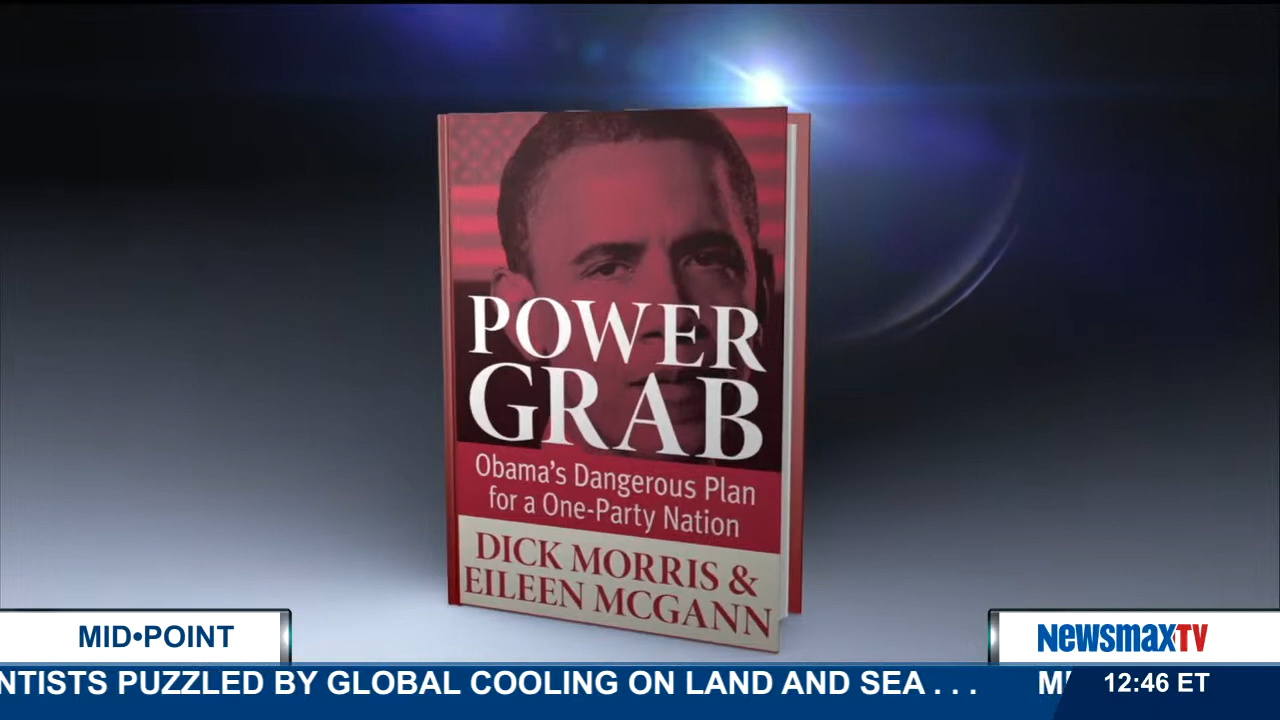 POWER
GRAB
Obama's Dangerous Plan
for a One-Party Nation
DICK MORRIS &
EILEEN MCGANN
MID•POINT
NEWSMAXTV
NTISTS PUZZLED BY GLOBAL COOLING ON LAND AND SEA . . .
12:46 ET